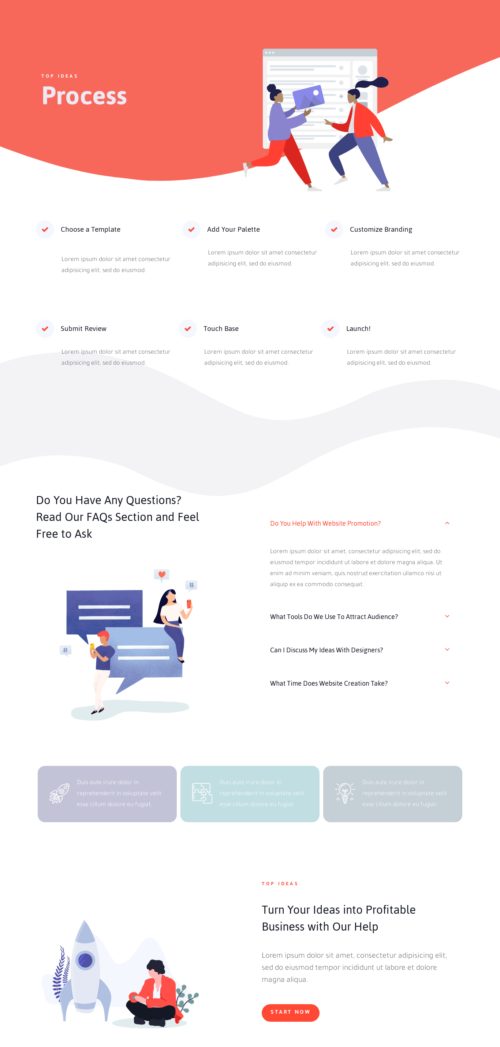 TOP IDEAS
Process
Choose a Template
Lorem ipsum dolor sit amet consectetur
adipisicing elit, sed do eiusmod
Add Your Palette
Lorem ipsum dolor sit amet consectetur
adipisicing elit, sed do eiusmod
Customize Branding
Lorem ipsum dolor sit amet consectetur
adipisicing elit, sed do eiusmod
Submit Review
Lorem ipsum dolor sit amet consectetur
adipisicing elit, sed do eiusmod
Touch Base
Lorem ipsum dolor sit amet consectetur
adipisicing elit, sed do eiusmod.
Launch!
Lorem ipsum dolor sit amet consectetur
adipisicing elit, sed do eiusmod.
Do You Have Any Questions?
Read Our FAQs Section and Feel
Free to Ask
#
#
Do You Help With Website Promotion?
Lorem ipsum dolor sit amet, consectetur adipisicing elit, sed do
eiusmod tempor incididunt ut labore et dolore magna aliqua. Ut
enim ad minim veniam, quis nostrud exercitation ullamco nisi ut
aliquip ex ea commodo consequat.
What Tools Do We Use To Attract Audience?
Can I Discuss My Ideas With Designers?
What Time Does Website Creation Take?
Duis aute irure dolor in
reprehenderit in voluptate velit
esse cillum dolore eu fugiat
Duis aute irure dolor in
reprehenderit in voluptate velit
esse cillum dolore eu fugiat
Duis aute irure dolor in
reprehenderit in voluptate velit
esse cillum dolore eu fugiat
TOP IDEAS
Turn Your Ideas into Profitable
Business with Our Help
Lorem ipsum dolor sit amet, consectetur adipisicing elit,
sed do eiusmod tempor incididunt ut labore et dolore
magna aliqua.
START NOW